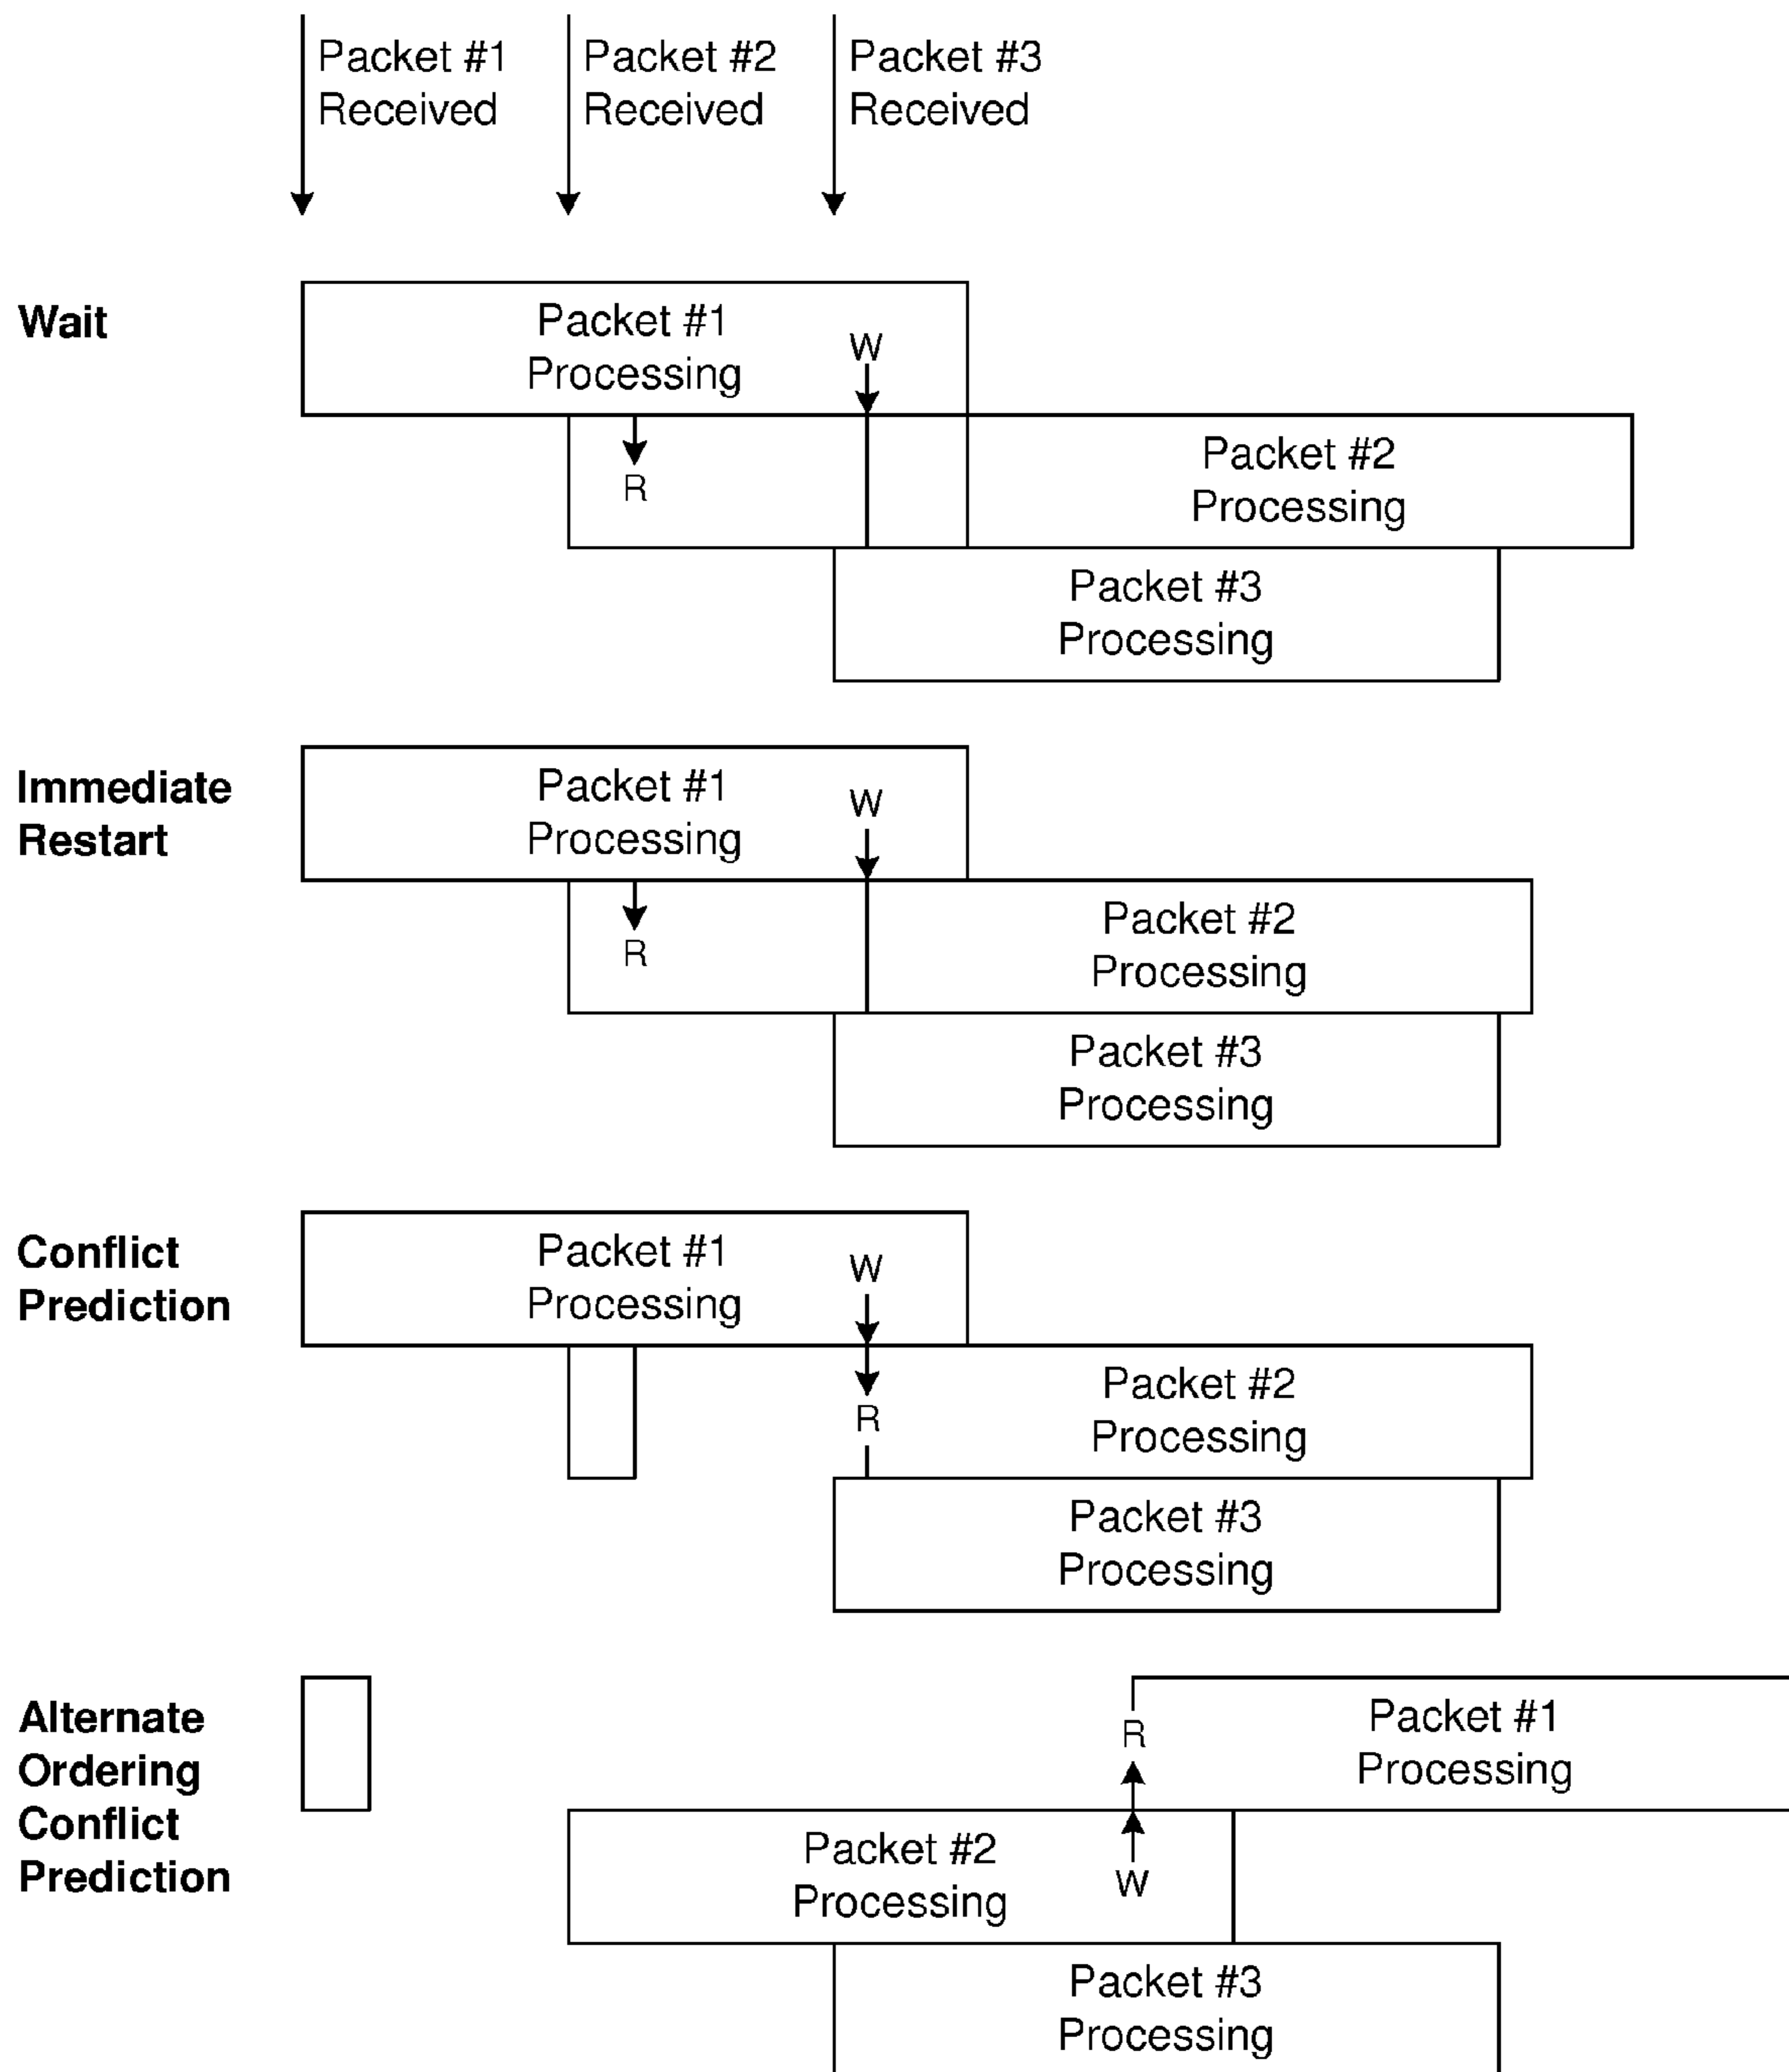 Packet #1
Received
Packet #2
Received
Packet #3
Received
Wait
Packet #1
Processing
W
R
Packet #2
Processing
Packet #3
Processing
Immediate
Restart
Packet #1
Processing
W
R
Packet #2
Processing
Packet #3
Processing
Conflict
Prediction
Packet #1
Processing
W
R
Packet #2
Processing
Packet #3
Processing
Alternate
Ordering
Conflict
Prediction
R
Packet #1
Processing
Packet #2
Processing
W
Packet #3
Processing